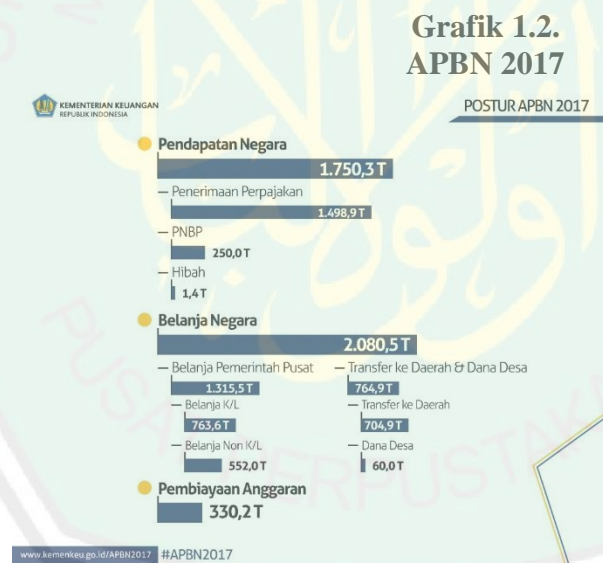 Grafik 1.2.
APBN 2017
KEMENTERIAN KEUANGAN
REPUBLIK INDONESIA
POSTUR APBN 2017
Pendapatan Negara
1.750,3 T
Penerimaan Perpajakan
1.498,9 T
PNBP
250,0 T
Hibah
1,4 T
Belanja Negara
2.080,5 T
Belanja Pemerintah Pusat
1.315,5 T
Belanja K/L
763,6 T
Belanja Non K/L
552,0 T
Transfer ke Daerah & Dana Desa
764,9 T
Transfer ke Daerah
704,9 T
Dana Desa
60,0 T
Pembiayaan Anggaran
330,2 T
www.kemenkeu.go.id/APBN2017 #APBN2017